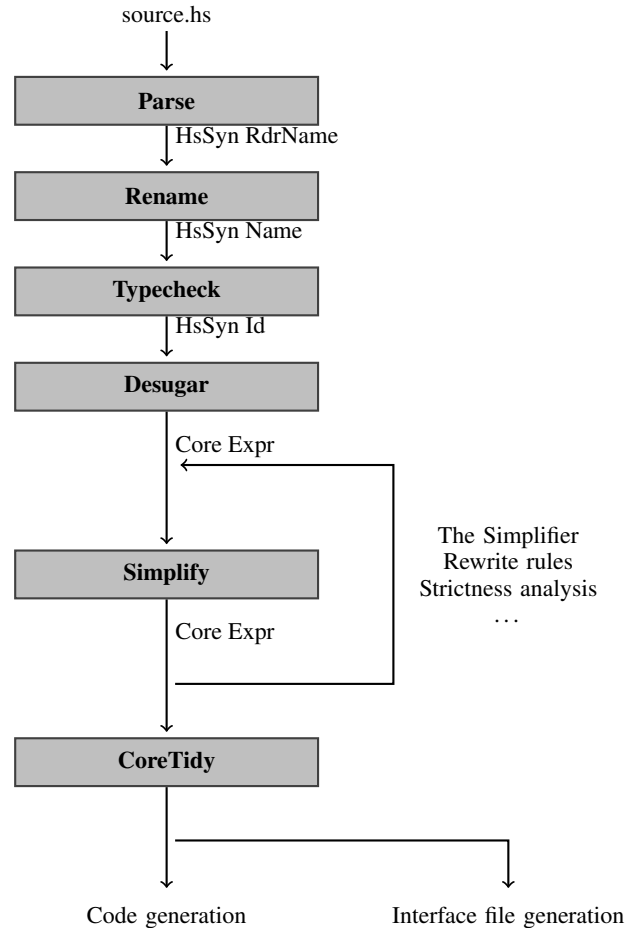 source.hs
Parse
HsSyn RdrName
Rename
HsSyn Name
Typecheck
HsSyn Id
Desugar
Core Expr
The Simplifier
Rewrite rules
Strictness analysis
...
Simplify
Core Expr
CoreTidy
Code generation
Interface file generation